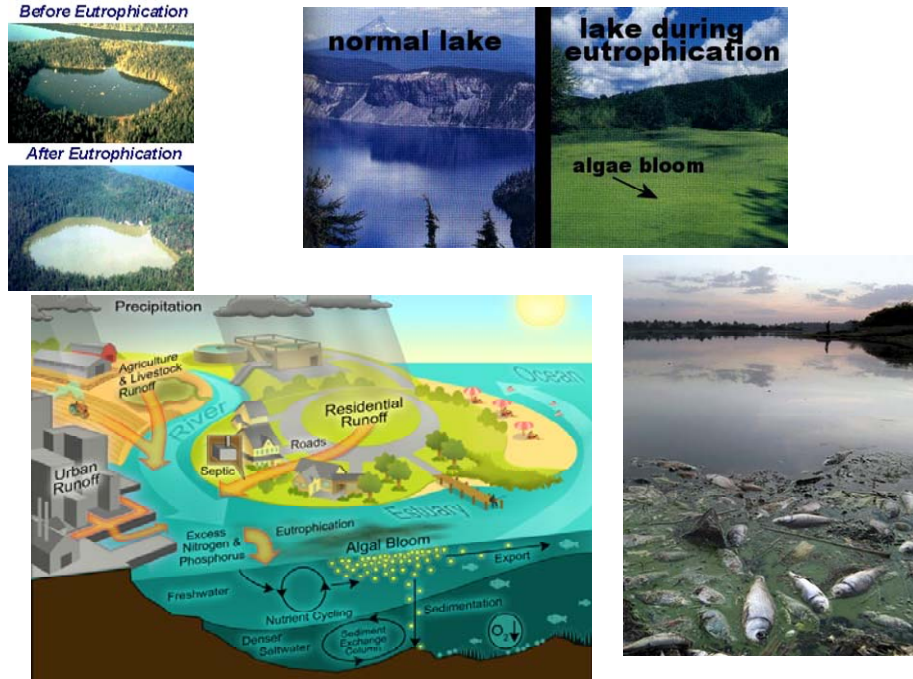 Before Eutrophication
After Eutrophication
normal lake
lake during
eutrophication
algae bloom
Precipitation
Agriculture
& Livestock
Runoff
River
Residential
Runoff
Ocean
Roads
Septic
Urban
Runoff
Estuary
Excess
Nitrogen &
Phosphorus
Eutrophication
Algal Bloom
Export
Freshwater
Nutrient Cycling
Sedimentation
Denser
Saltwater
Sediment
Exchange
Column
O2